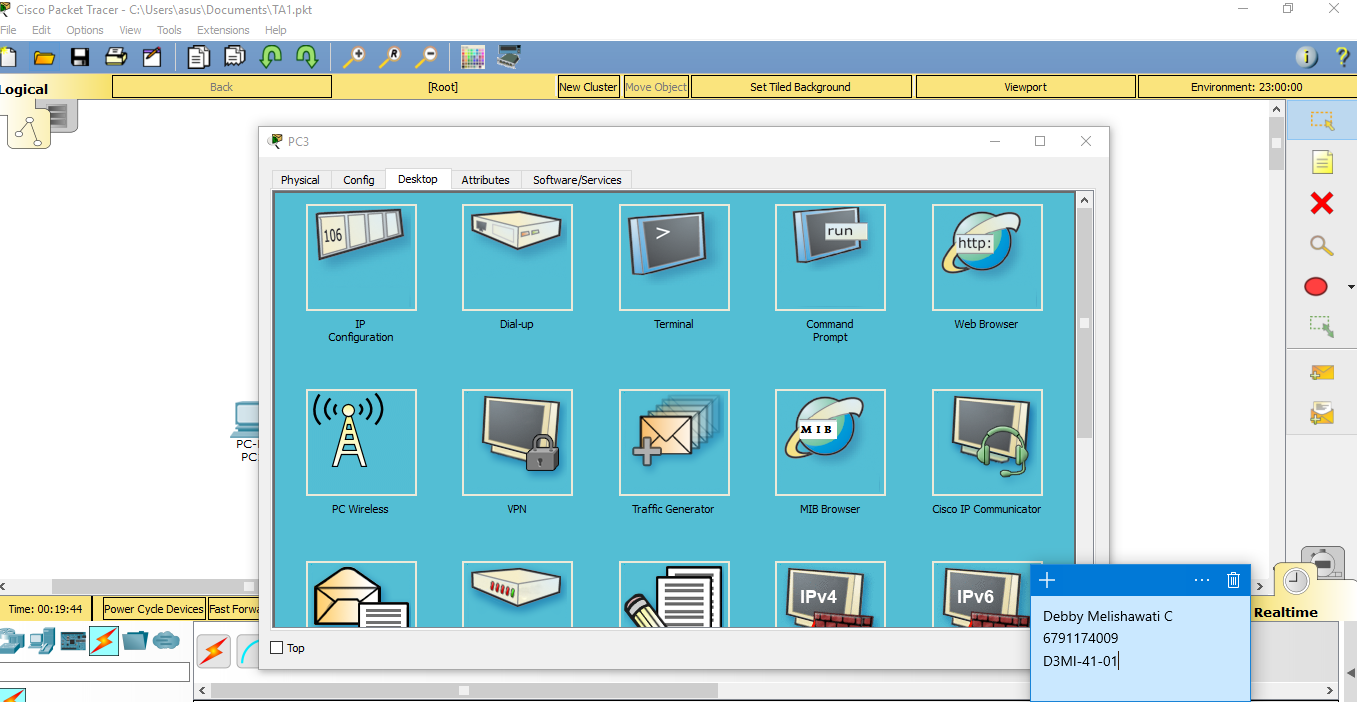 Cisco Packet Tracer - C:\Users\asus\Documents\TA1.pkt
File Edit Options View Tools Extensions Help
Logical Back [Root] New Cluster Move Object Set Tiled Background Viewport Environment: 23:00:00
PC3
Physical Config Desktop Attributes Software/Services
106
>
run
http:
IP
Configuration
Dial-up
Terminal
Command
Prompt
Web Browser
MIB
PC Wireless
VPN
Traffic Generator
MIB Browser
Cisco IP Communicator
IPv4
IPv6
PC-
PC
Top
Time: 00:19:44 Power Cycle Devices Fast Forwa
Realtime
Debby Melishawati C
6791174009
D3MI-41-01